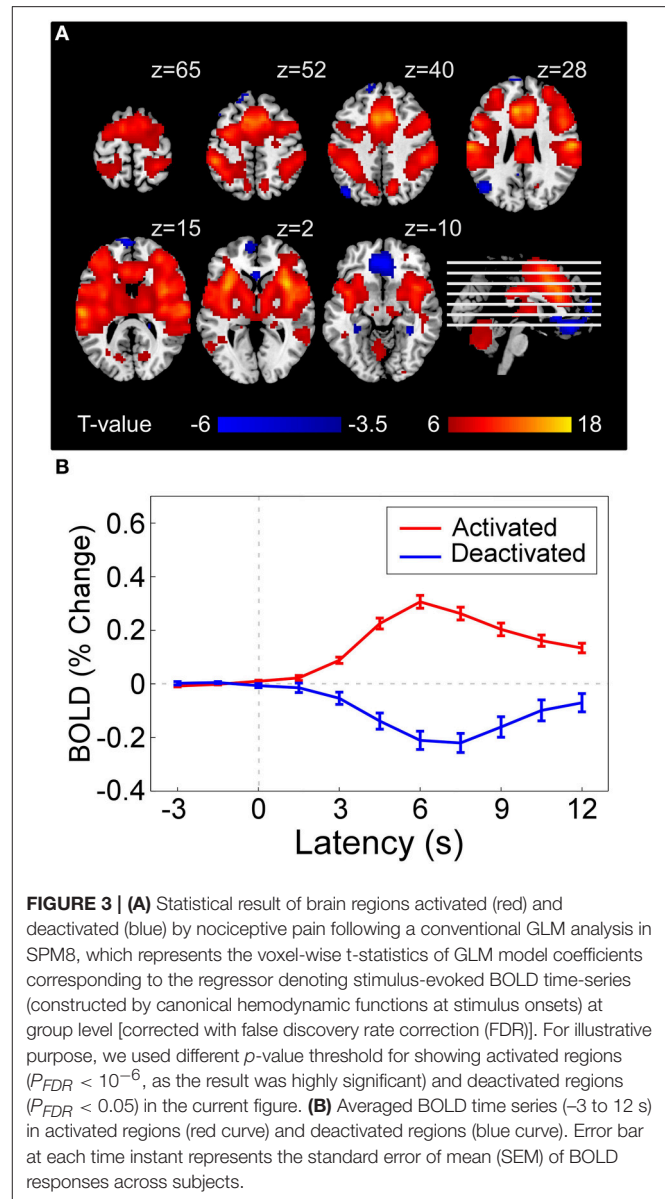 A
z=65 z=52 z=40 z=28
z=15 z=2 z=-10
T-value -6 -3.5 6 18
B
0.6
0.4
0.2
0
-0.2
-0.4
BOLD (% Change)
Activated
Deactivated
-3 0 3 6 9 12
Latency (s)
FIGURE 3 | (A) Statistical result of brain regions activated (red) and
deactivated (blue) by nociceptive pain following a conventional GLM analysis in
SPM8, which represents the voxel-wise t-statistics of GLM model coefficients
corresponding to the regressor denoting stimulus-evoked BOLD time-series
(constructed by canonical hemodynamic functions at stimulus onsets) at
group level [corrected with false discovery rate correction (FDR)]. For illustrative
purpose, we used different p-value threshold for showing activated regions
(P_FDR < 10⁻⁶, as the result was highly significant) and deactivated regions
(P_FDR < 0.05) in the current figure. (B) Averaged BOLD time series (–3 to 12 s)
in activated regions (red curve) and deactivated regions (blue curve). Error bar
at each time instant represents the standard error of mean (SEM) of BOLD
responses across subjects.